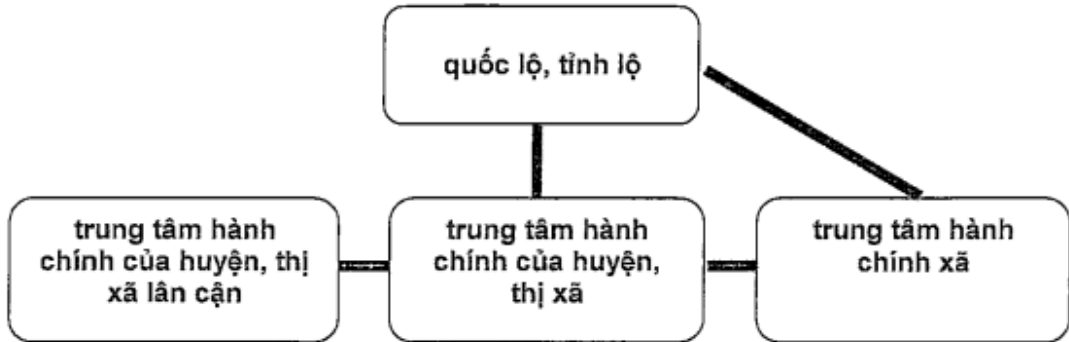 quốc lộ, tỉnh lộ
trung tâm hành
chính của huyện, thị
xã lân cận
trung tâm hành
chính của huyện,
thị xã
trung tâm hành
chính xã